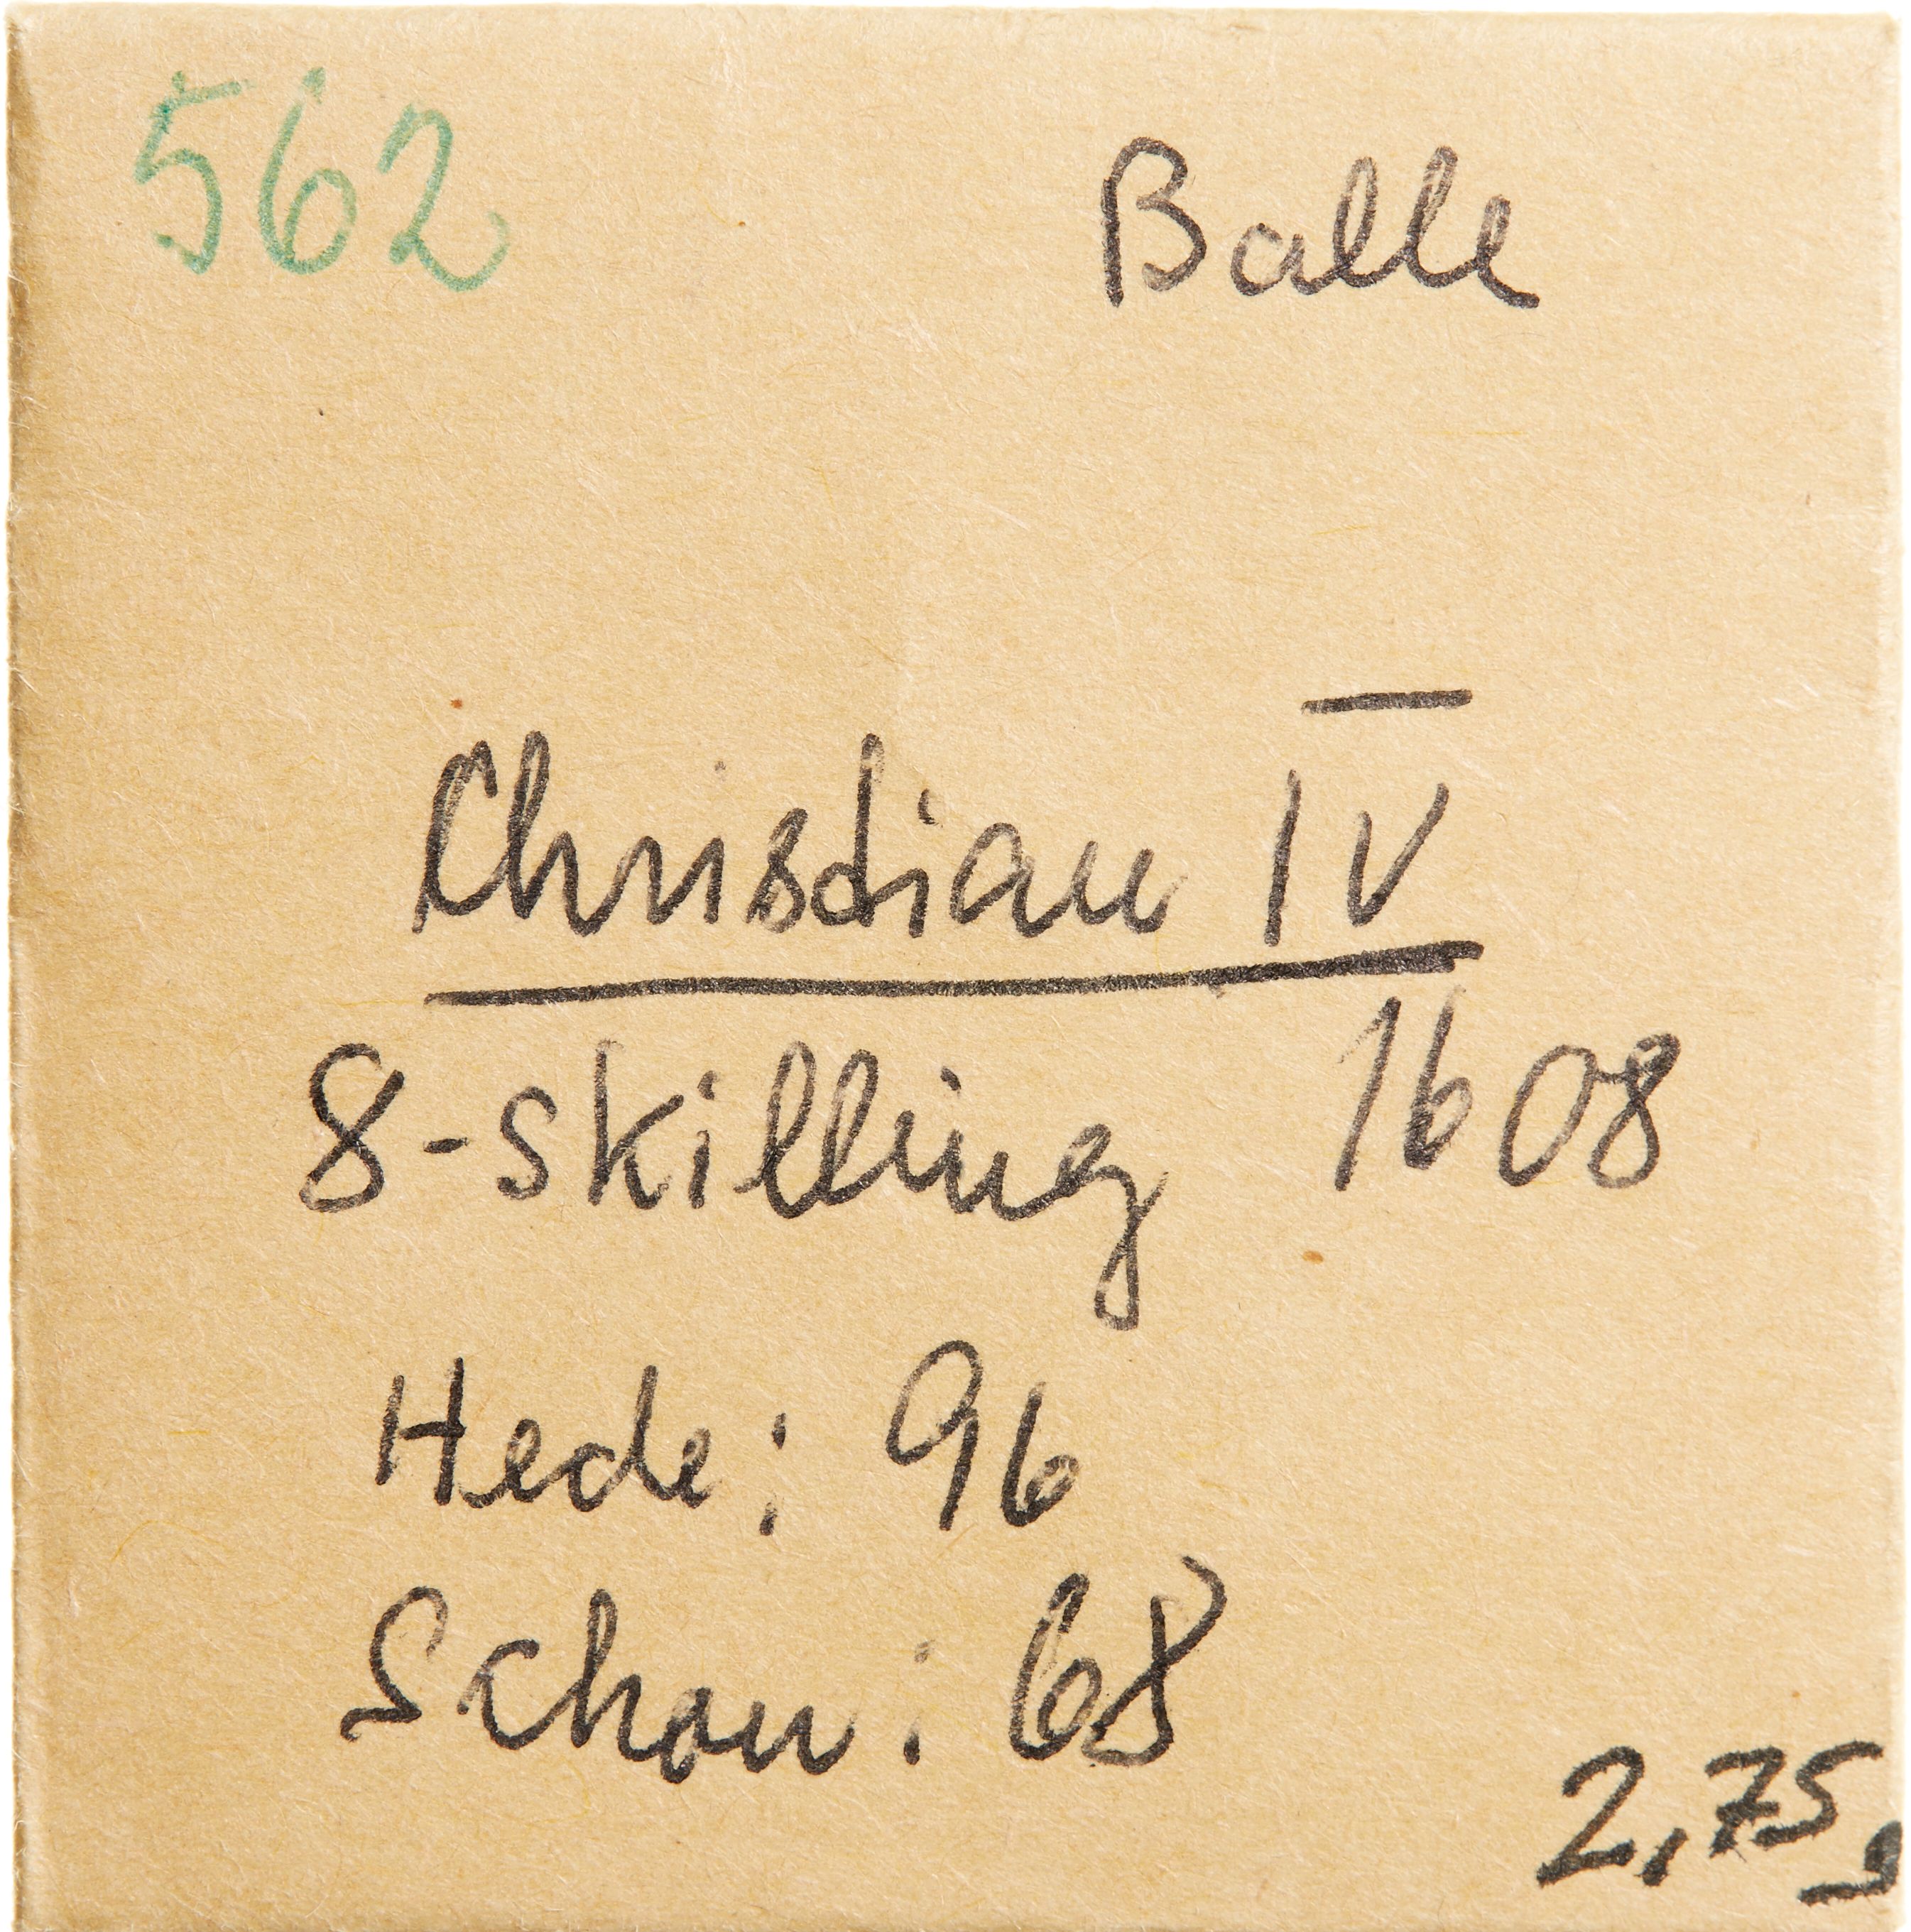 562
Balle
Christian IV
8-skilling 1608
Hede: 96
Schou: 68
2,75g